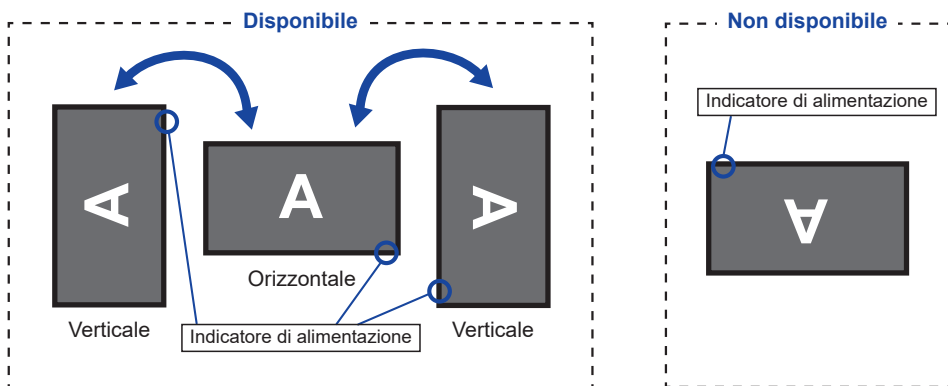 Disponibile
A
A
A
Orizzontale
Verticale
Indicatore di alimentazione
Verticale
Non disponibile
Indicatore di alimentazione
A